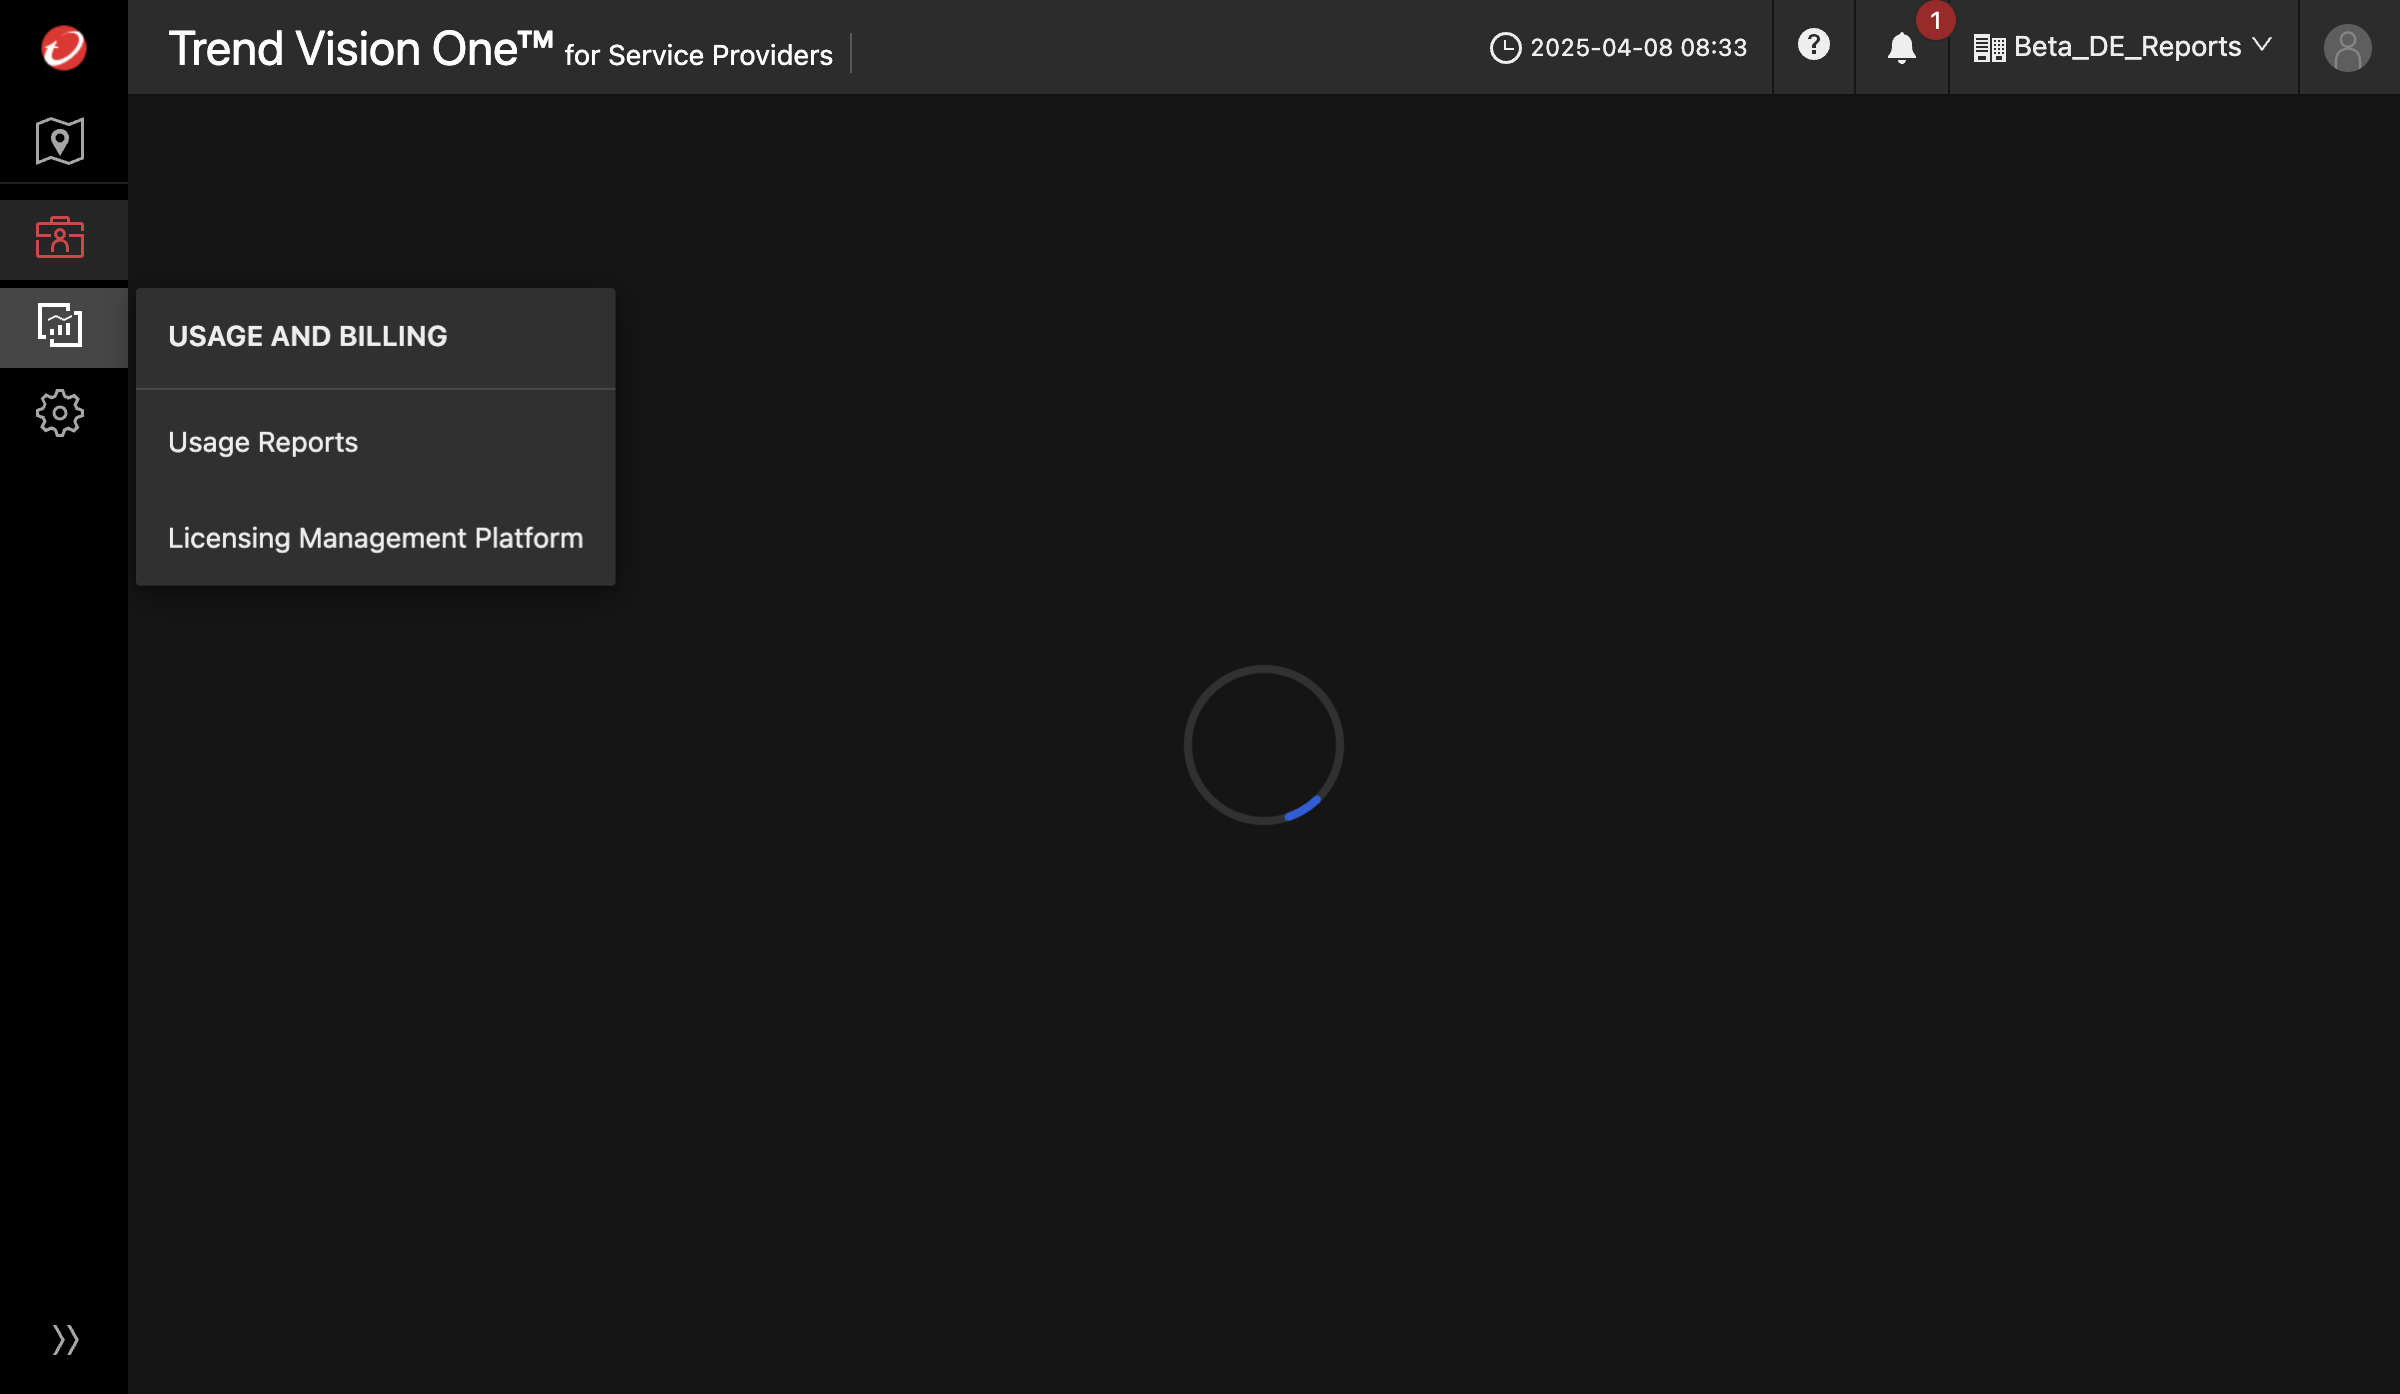 Trend Vision One™ for Service Providers
2025-04-08 08:33
?
1
Beta_DE_Reports
USAGE AND BILLING
Usage Reports
Licensing Management Platform